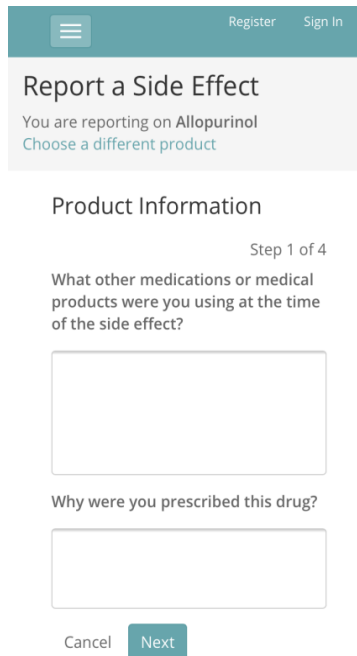 Register Sign In
Report a Side Effect
You are reporting on Allopurinol
Choose a different product
Product Information
Step 1 of 4
What other medications or medical
products were you using at the time
of the side effect?
Why were you prescribed this drug?
Cancel Next